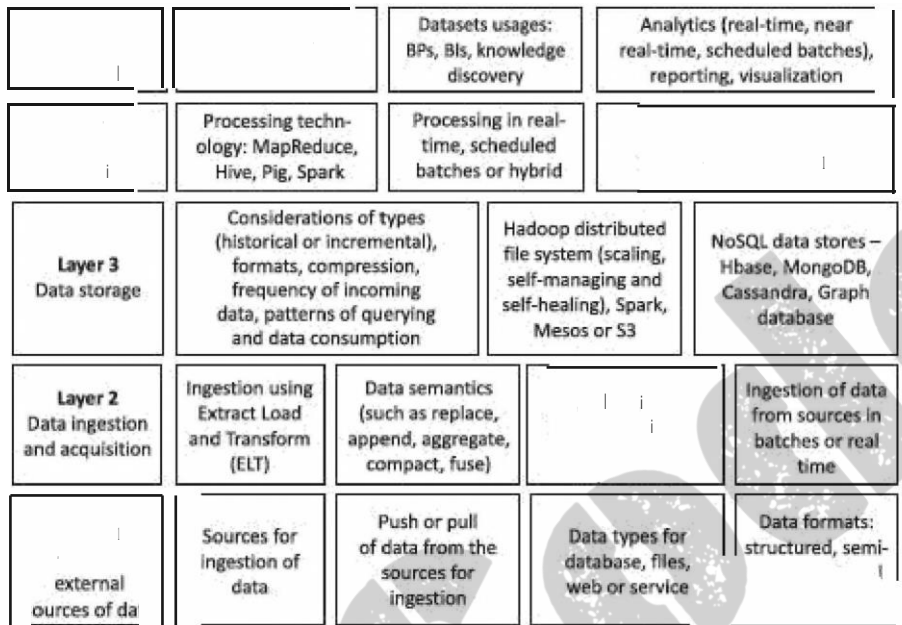 Datasets usages:
BPs, BIs, knowledge
discovery
Analytics (real-time, near
real-time, scheduled batches),
reporting, visualization
Processing techn-
ology: MapReduce,
Hive, Pig, Spark
Processing in real-
time, scheduled
batches or hybrid
Layer 3
Data storage
Considerations of types
(historical or incremental),
formats, compression,
frequency of incoming
data, patterns of querying
and data consumption
Hadoop distributed
file system (scaling,
self-managing and
self-healing), Spark,
Mesos or S3
NoSQL data stores –
Hbase, MongoDB,
Cassandra, Graph
database
Layer 2
Data ingestion
and acquisition
Ingestion using
Extract Load
and Transform
(ELT)
Data semantics
(such as replace,
append, aggregate,
compact, fuse)
Ingestion of data
from sources in
batches or real
time
external
ources of da
Sources for
ingestion of
data
Push or pull
of data from the
sources for
ingestion
Data types for
database, files,
web or service
Data formats:
structured, semi-